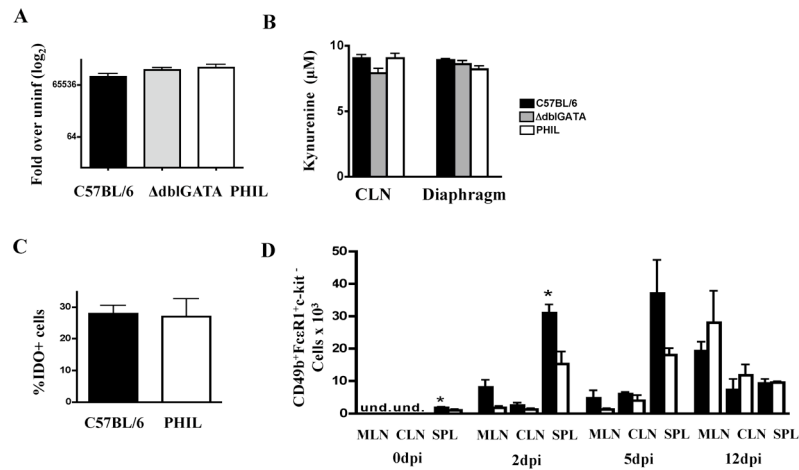 A
Fold over uninf (log2)
65536
64
C57BL/6 ΔdblGATA PHIL
B
Kynurenine (μM)
10
5
0
CLN Diaphragm
C57BL/6
ΔdblGATA
PHIL
C
%IDO+ cells
30
20
10
0
C57BL/6 PHIL
D
CD49b+FcεR1+c-kit-
Cells x 10³
50
40
30
20
10
0
und. und.
*
*
MLN CLN SPL MLN CLN SPL MLN CLN SPL MLN CLN SPL
0dpi 2dpi 5dpi 12dpi